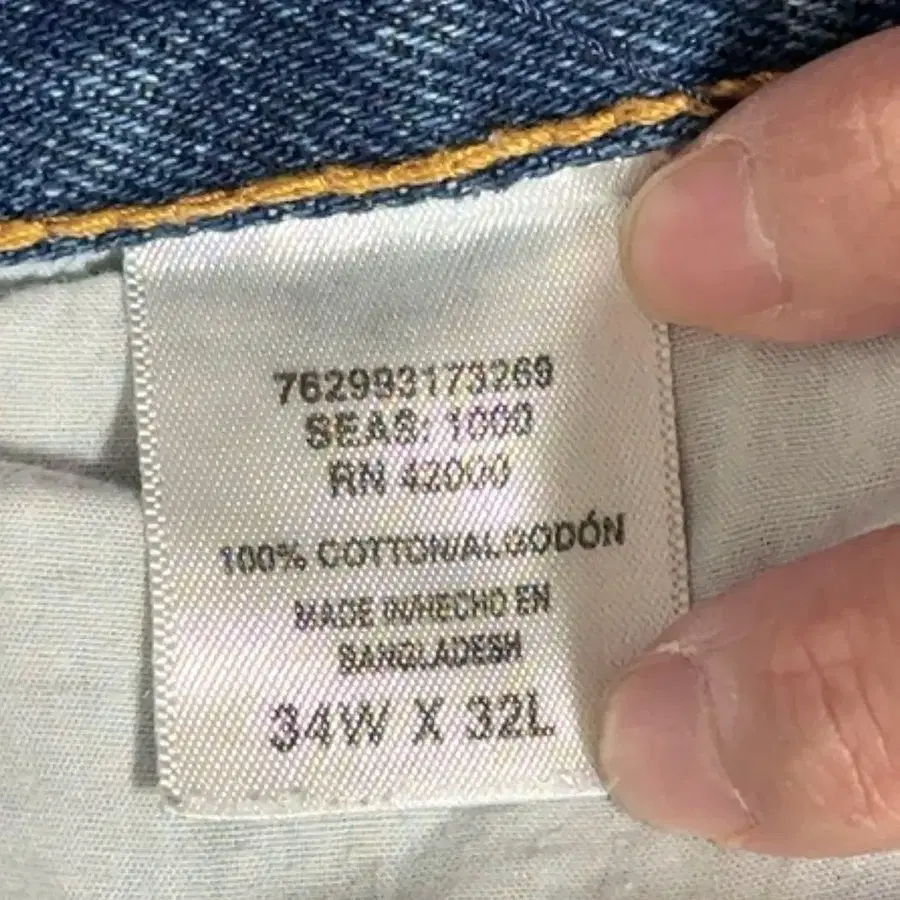 762993173269
SEAS: 1000
RN 42000
100% COTTON/ALGODÓN
MADE IN/HECHO EN
BANGLADESH
34W X 32L